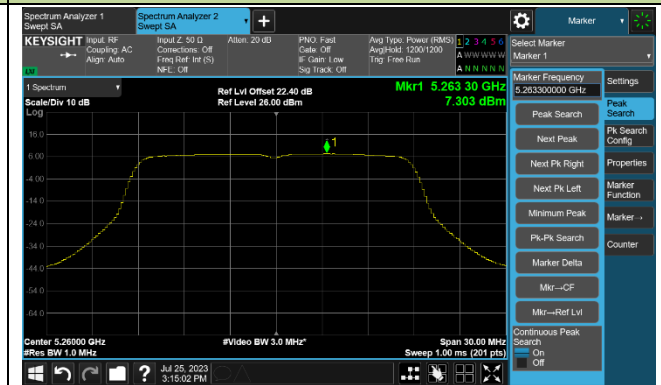 Spectrum Analyzer 1
Swept SA
Spectrum Analyzer 2
Swept SA
Marker
KEYSIGHT
Input: RF
Coupling: AC
Align: Auto
Input Z: 50 Ω
Corrections: Off
Freq Ref: Int (S)
NFE: Off
Atten: 20 dB
PNO: Fast
Gate: Off
IF Gain: Low
Sig Track: Off
Avg Type: Power (RMS)
Avg|Hold: 1200/1200
Trig: Free Run
1 2 3 4 5 6
A W W W W W
A N N N N N
Select Marker
Marker 1
1 Spectrum
Scale/Div 10 dB
Log
Ref Lvl Offset 22.40 dB
Ref Level 26.00 dBm
Mkr1 5.263 30 GHz
7.303 dBm
16.0
6.00
-4.00
-14.0
-24.0
-34.0
-44.0
-54.0
-64.0
1
Center 5.26000 GHz
#Res BW 1.0 MHz
#Video BW 3.0 MHz*
Span 30.00 MHz
Sweep 1.00 ms (201 pts)
Marker Frequency
5.263300000 GHz
Peak Search
Next Peak
Next Pk Right
Next Pk Left
Minimum Peak
Pk-Pk Search
Marker Delta
Mkr→CF
Mkr→Ref Lvl
Continuous Peak
Search
On
Off
Settings
Peak
Search
Pk Search
Config
Properties
Marker
Function
Marker→
Counter
Jul 25, 2023
3:15:02 PM